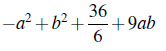 −a² + b² + 36/6 + 9ab